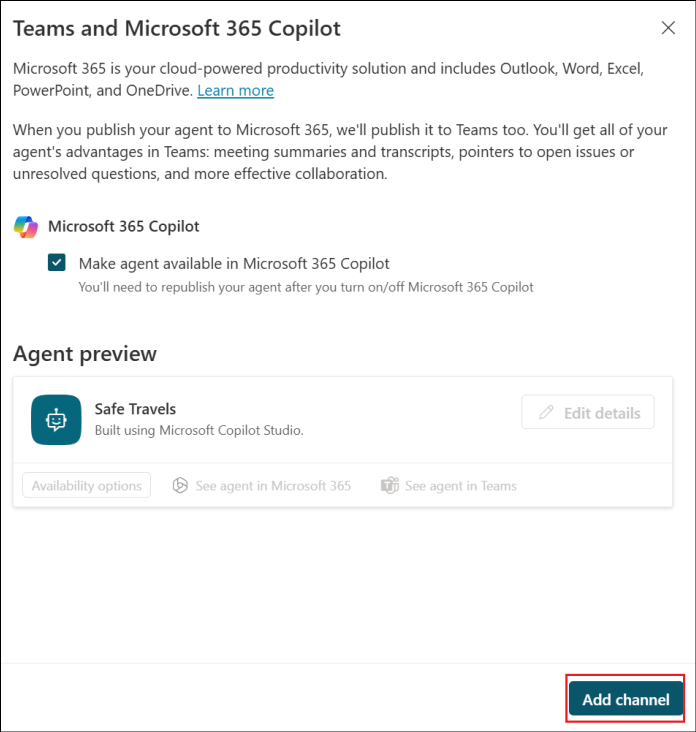 Teams and Microsoft 365 Copilot
Microsoft 365 is your cloud-powered productivity solution and includes Outlook, Word, Excel,
PowerPoint, and OneDrive. Learn more
When you publish your agent to Microsoft 365, we'll publish it to Teams too. You'll get all of your
agent's advantages in Teams: meeting summaries and transcripts, pointers to open issues or
unresolved questions, and more effective collaboration.
Microsoft 365 Copilot
Make agent available in Microsoft 365 Copilot
You'll need to republish your agent after you turn on/off Microsoft 365 Copilot
Agent preview
Safe Travels
Edit details
Built using Microsoft Copilot Studio.
Availability options
See agent in Microsoft 365
See agent in Teams
Add channel